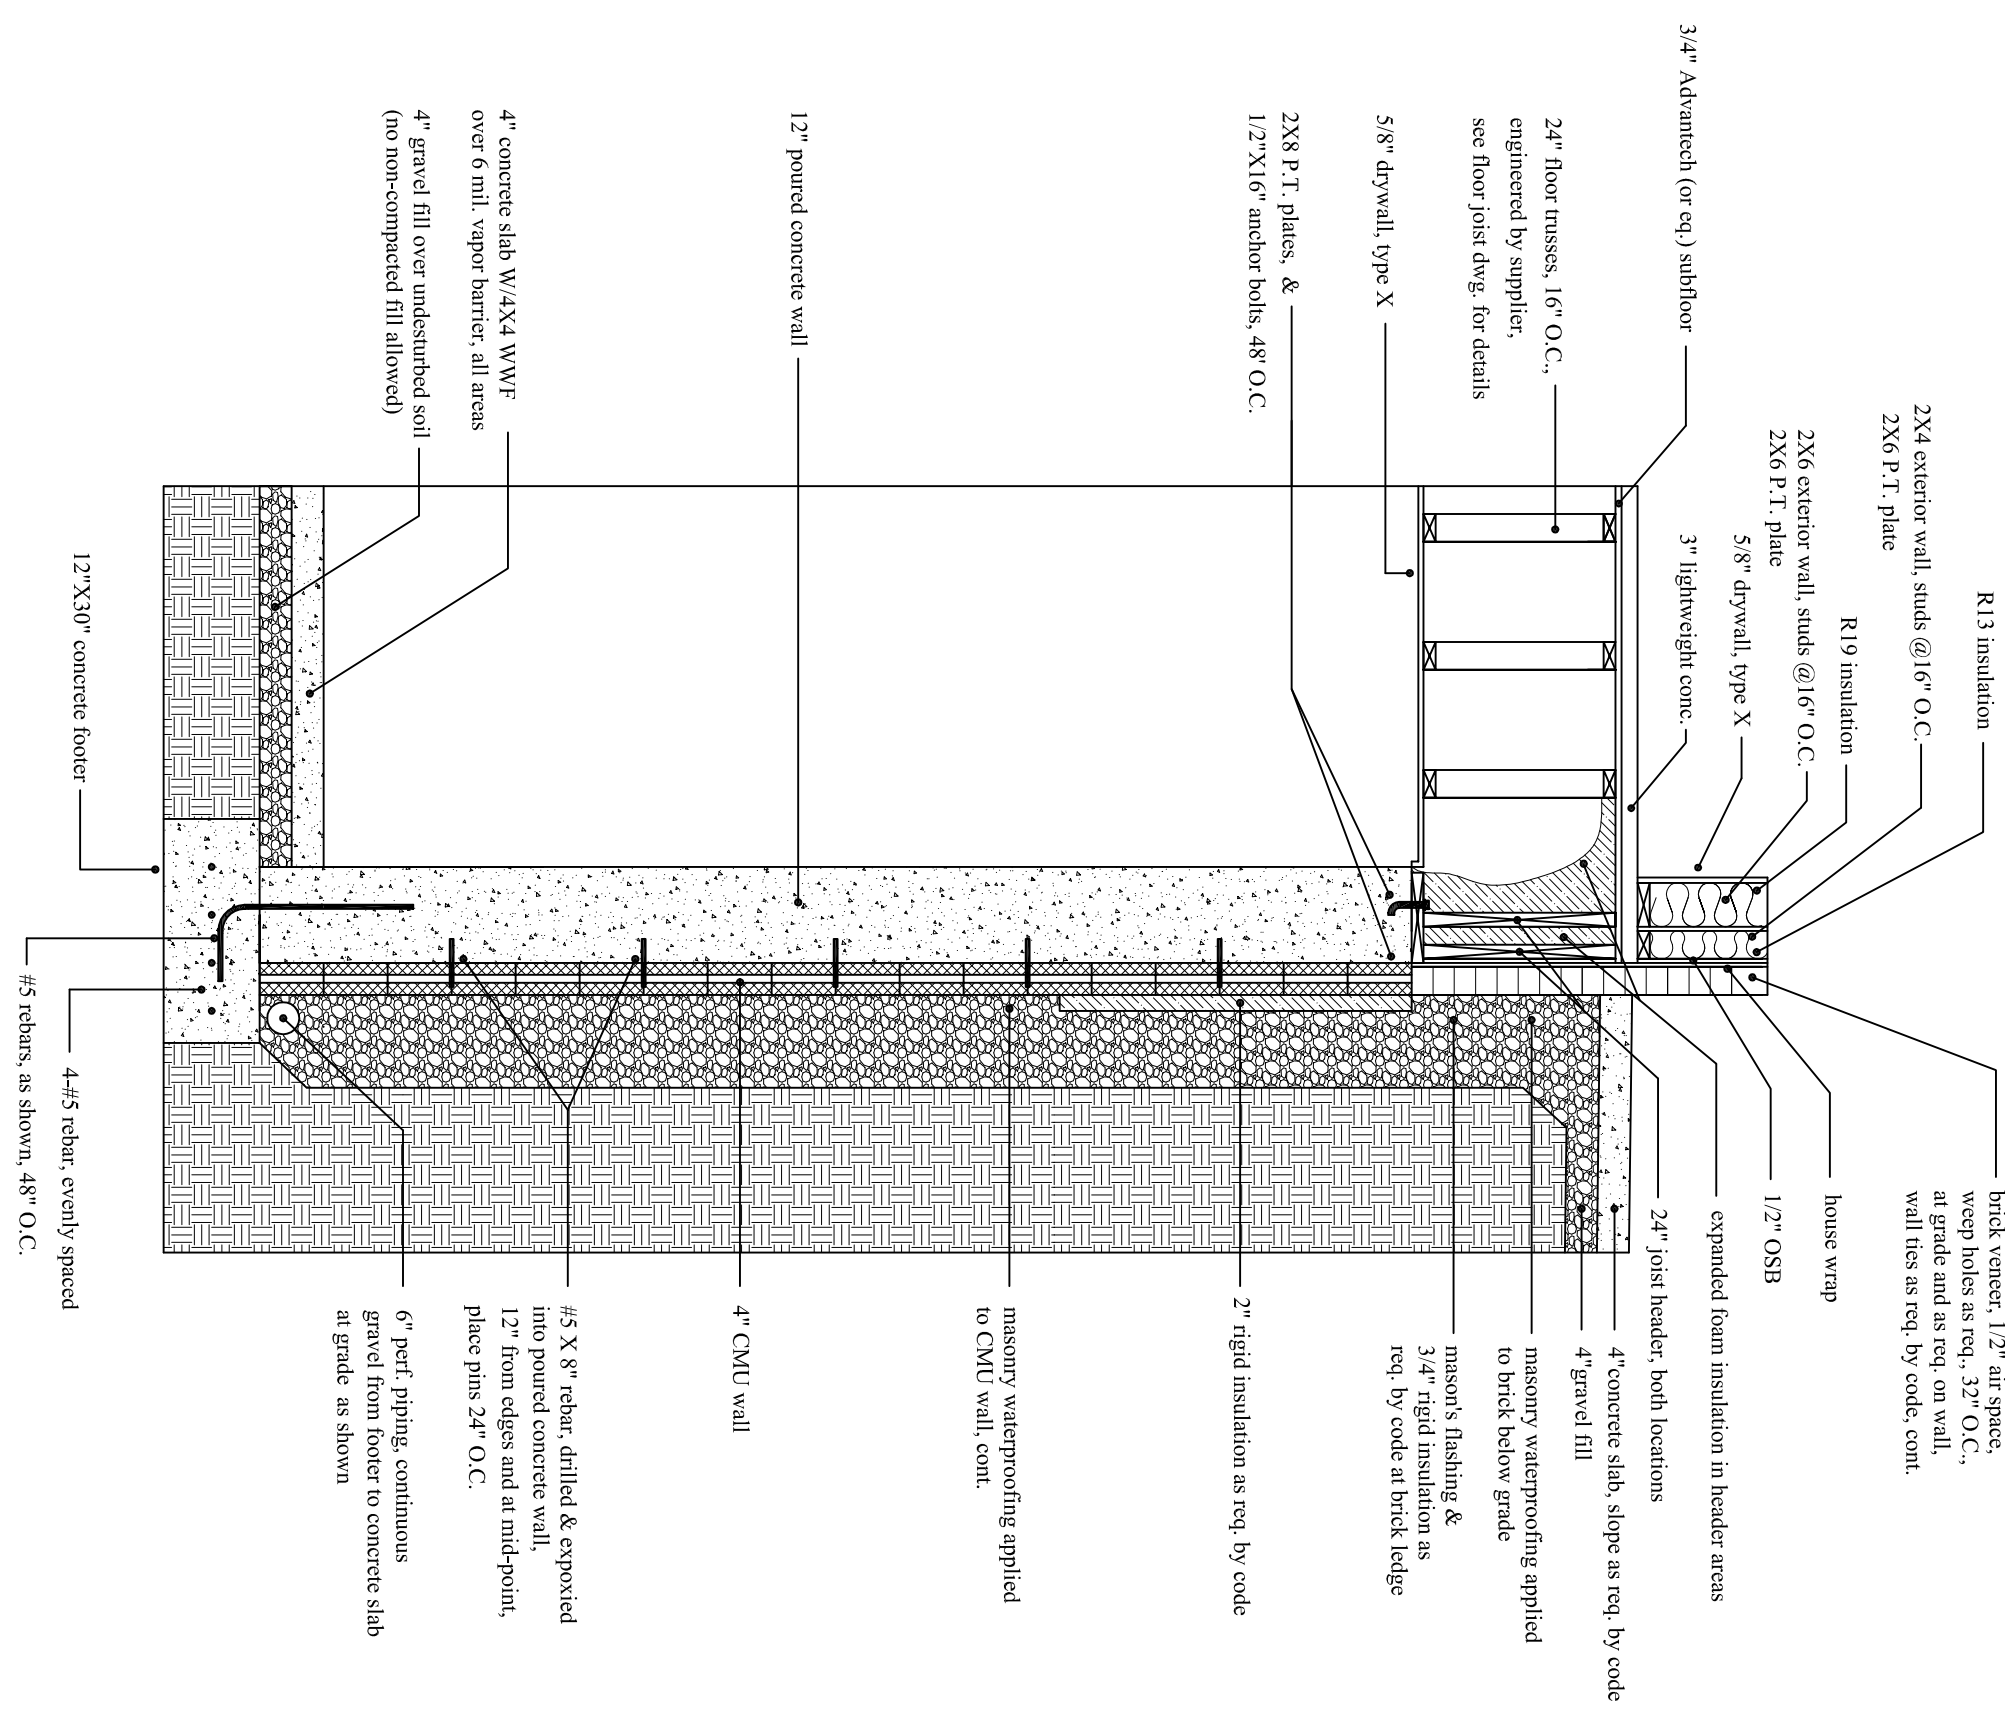 R13 insulation
2X4 exterior wall, studs @16" O.C.
2X6 P.T. plate
R19 insulation
2X6 exterior wall, studs @16" O.C.
2X6 P.T. plate
5/8" drywall, type X
3" lightweight conc.
3/4" Advantech (or eq.) subfloor
24" floor trusses, 16" O.C.,
engineered by supplier,
see floor joist dwg. for details
5/8" drywall, type X
2X8 P.T. plates, &
1/2"X16" anchor bolts, 48' O.C.
12" poured concrete wall
4" concrete slab W/4X4 WWF
over 6 mil. vapor barrier, all areas
4" gravel fill over undesturbed soil
(no non-compacted fill allowed)
12"X30" concrete footer
brick veneer, 1/2" air space,
weep holes as req., 32" O.C.,
at grade and as req. on wall,
wall ties as req. by code, cont.
house wrap
1/2" OSB
expanded foam insulation in header areas
24" joist header, both locations
4"concrete slab, slope as req. by code
4"gravel fill
masonry waterproofing applied
to brick below grade
mason's flashing &
3/4" rigid insulation as
req. by code at brick ledge
2" rigid insulation as req. by code
masonry waterproofing applied
to CMU wall, cont.
4" CMU wall
#5 X 8" rebar, drilled & expoxied
into poured concrete wall,
12" from edges and at mid-point,
place pins 24" O.C.
6" perf. piping, continuous
gravel from footer to concrete slab
at grade as shown
4-#5 rebar, evenly spaced
#5 rebars, as shown, 48" O.C.